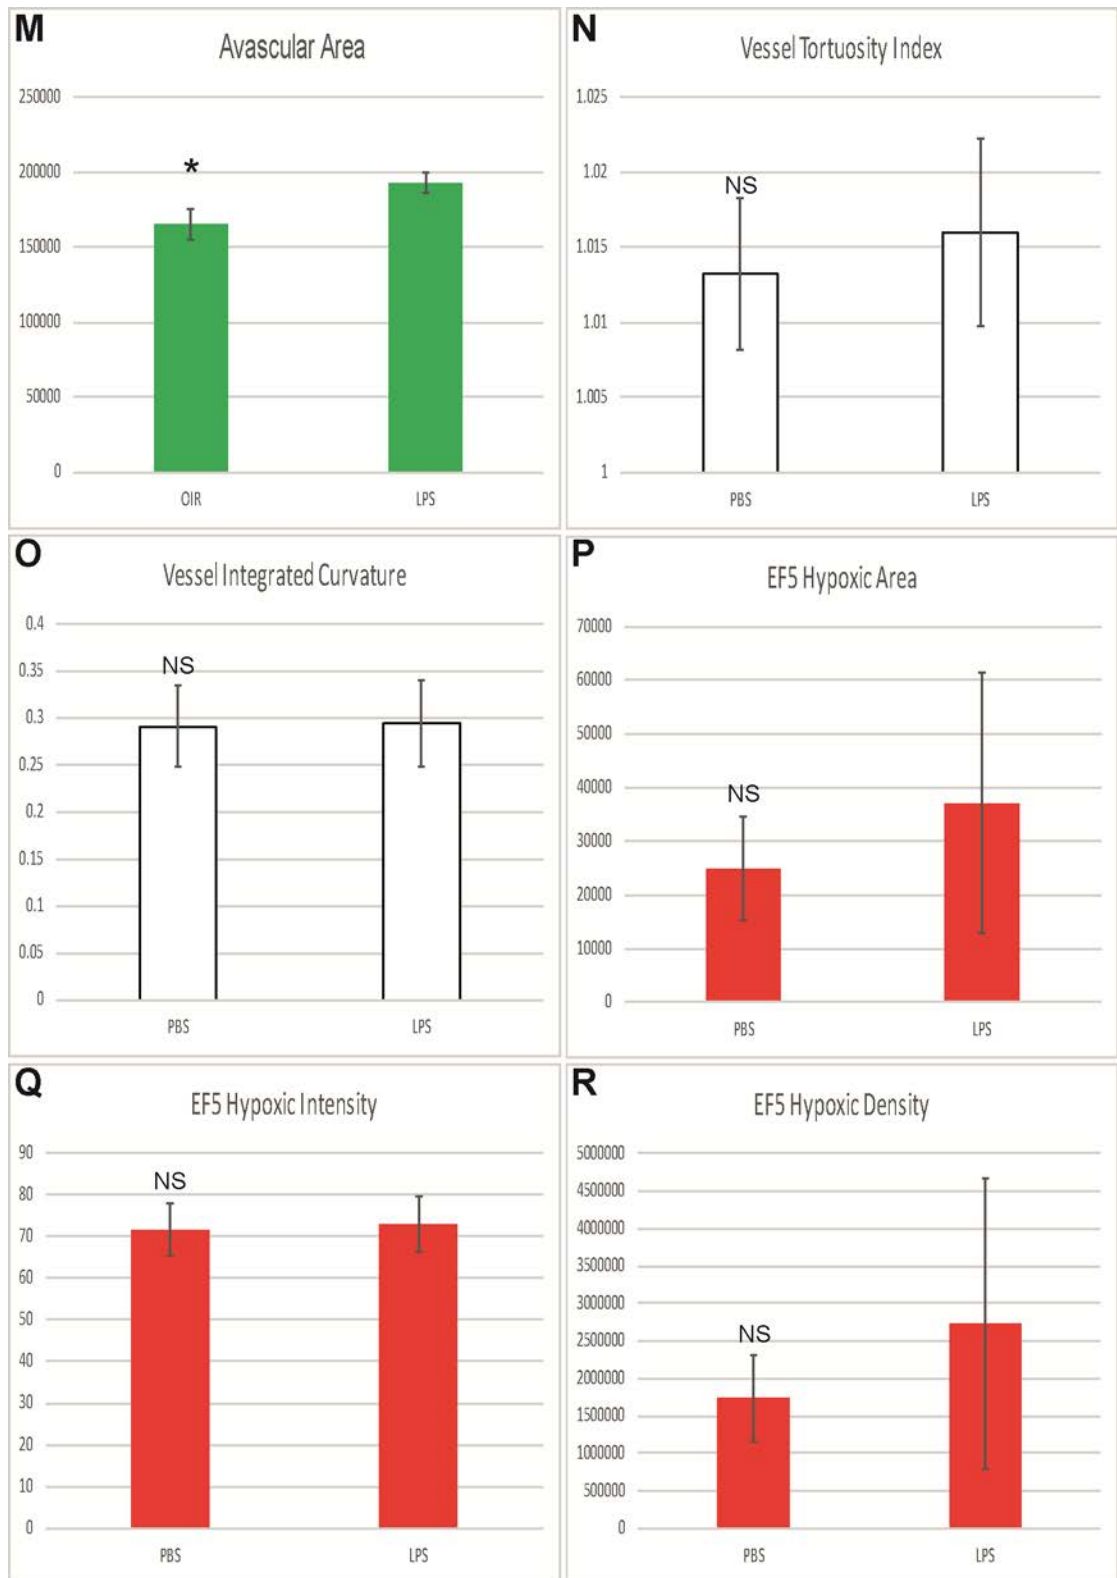 M
Avascular Area
250000
200000
150000
100000
50000
0
*
OIR LPS
N
Vessel Tortuosity Index
1.025
1.02
1.015
1.01
1.005
1
NS
PBS LPS
O
Vessel Integrated Curvature
0.4
0.35
0.3
0.25
0.2
0.15
0.1
0.05
0
NS
PBS LPS
P
EF5 Hypoxic Area
70000
60000
50000
40000
30000
20000
10000
0
NS
PBS LPS
Q
EF5 Hypoxic Intensity
90
80
70
60
50
40
30
20
10
0
NS
PBS LPS
R
EF5 Hypoxic Density
5000000
4500000
4000000
3500000
3000000
2500000
2000000
1500000
1000000
500000
0
NS
PBS LPS